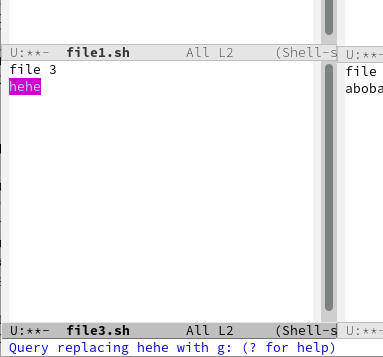 U:**-  file1.sh       All L2     (Shell-s
file 3
hehe
U:**-  file3.sh       All L2     (Shell-s
U:**-
file
aboba
U:**-
Query replacing hehe with g: (? for help)